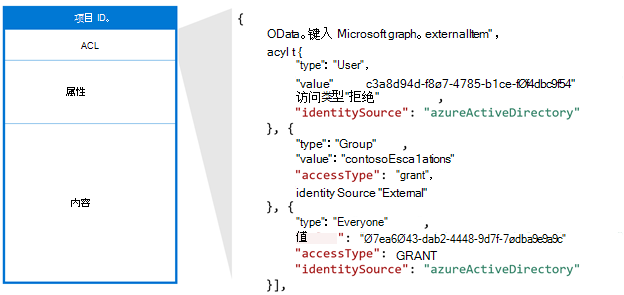 项目 ID。
ACL
属性
内容
{
OData。键入 Microsoft graph。externalItem",
acyl t {
"type": "User",
"value" c3a8d94d-f8ø7-4785-b1ce-fØf4dbc9f54"
访问类型"拒绝" ,
"identitySource": "azureActiveDirectory"
}, {
"type": "Group" ,
"value": "contosoEsca1ations"
"accessType": "grant",
identity Source "External"
}, {
"type": "Everyone" ,
值 ": "Ø7ea6Ø43-dab2-4448-9d7f-7ødba9e9a9c"
"accessType": GRANT
"identitySource": "azureActiveDirectory"
}],